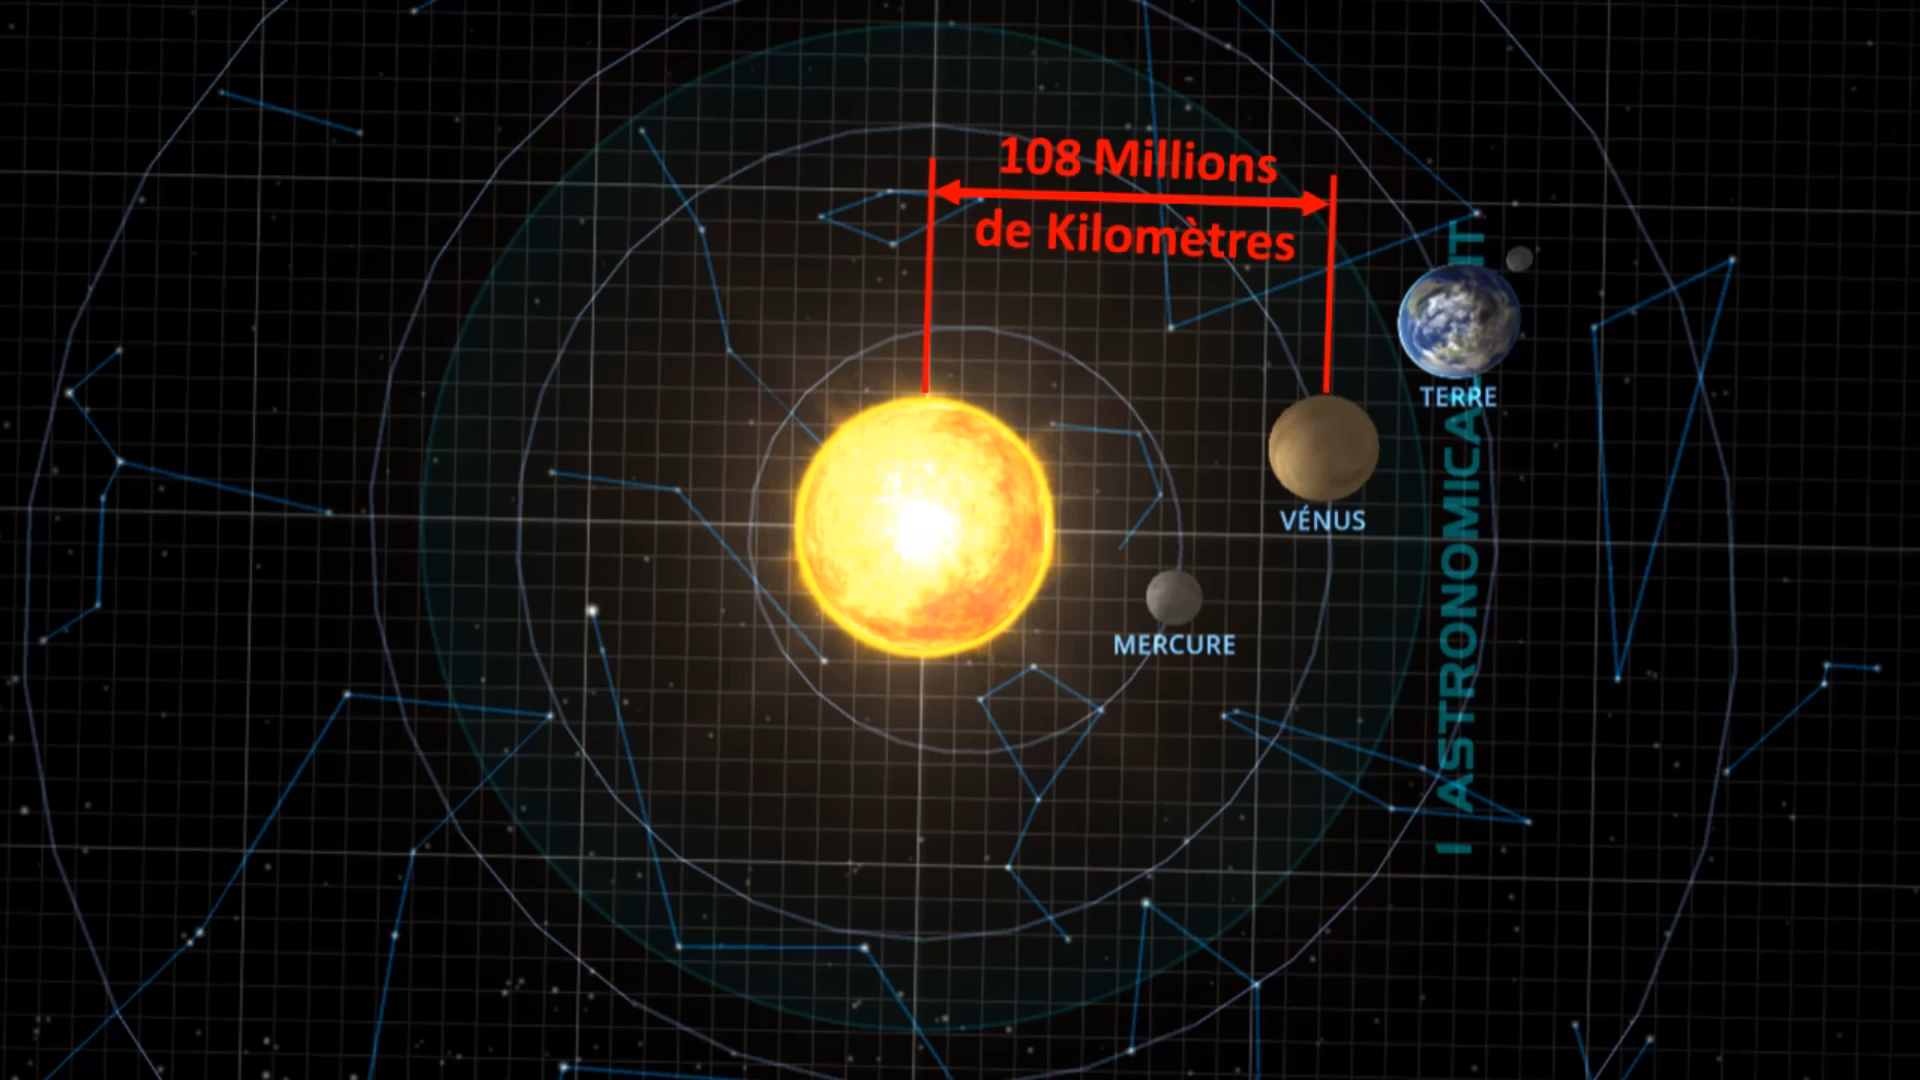 108 Millions
de Kilomètres
TERRE
VÉNUS
MERCURE
ASTRONOMICA